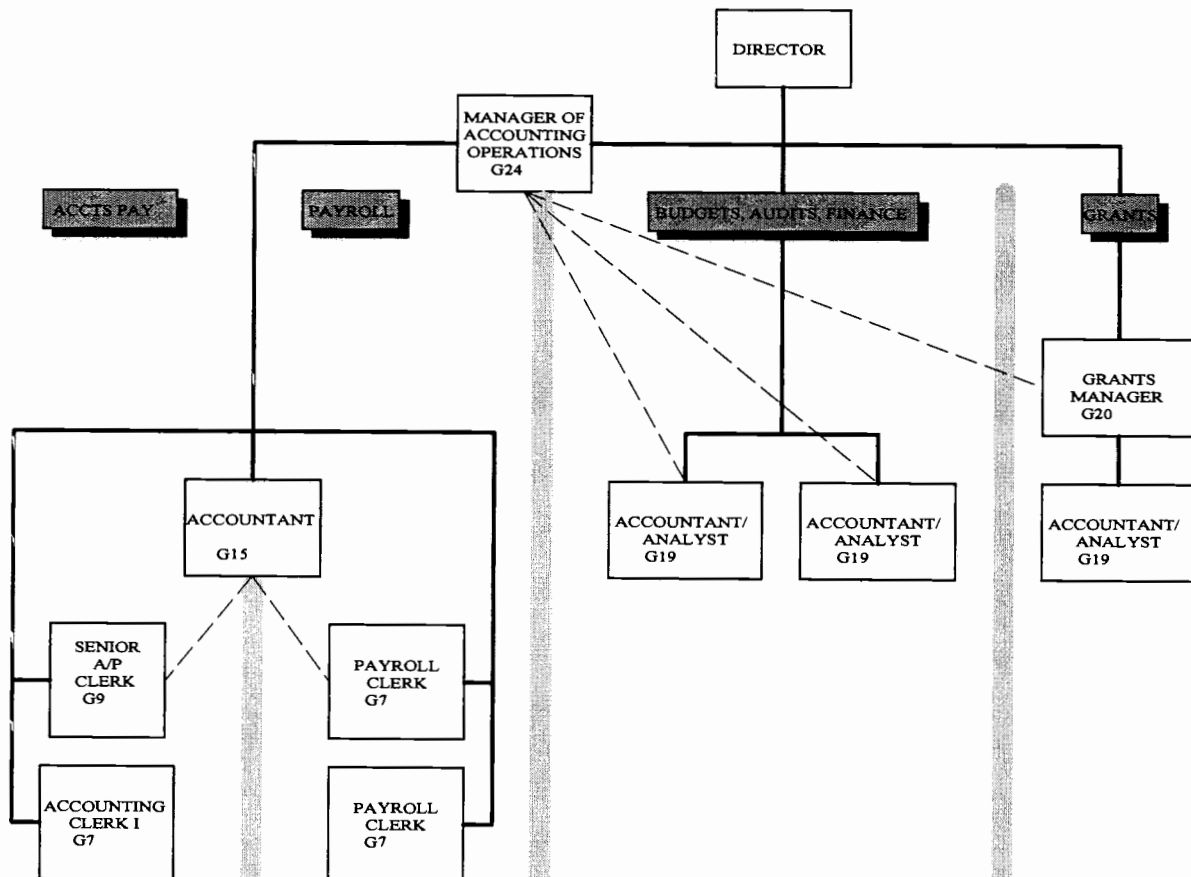 DIRECTOR
MANAGER OF
ACCOUNTING
OPERATIONS
G24
ACCTS PAY
PAYROLL
BUDGETS, AUDITS, FINANCE
GRANTS
GRANTS
MANAGER
G20
ACCOUNTANT
G15
ACCOUNTANT/
ANALYST
G19
ACCOUNTANT/
ANALYST
G19
ACCOUNTANT/
ANALYST
G19
SENIOR
A/P
CLERK
G9
PAYROLL
CLERK
G7
ACCOUNTING
CLERK I
G7
PAYROLL
CLERK
G7